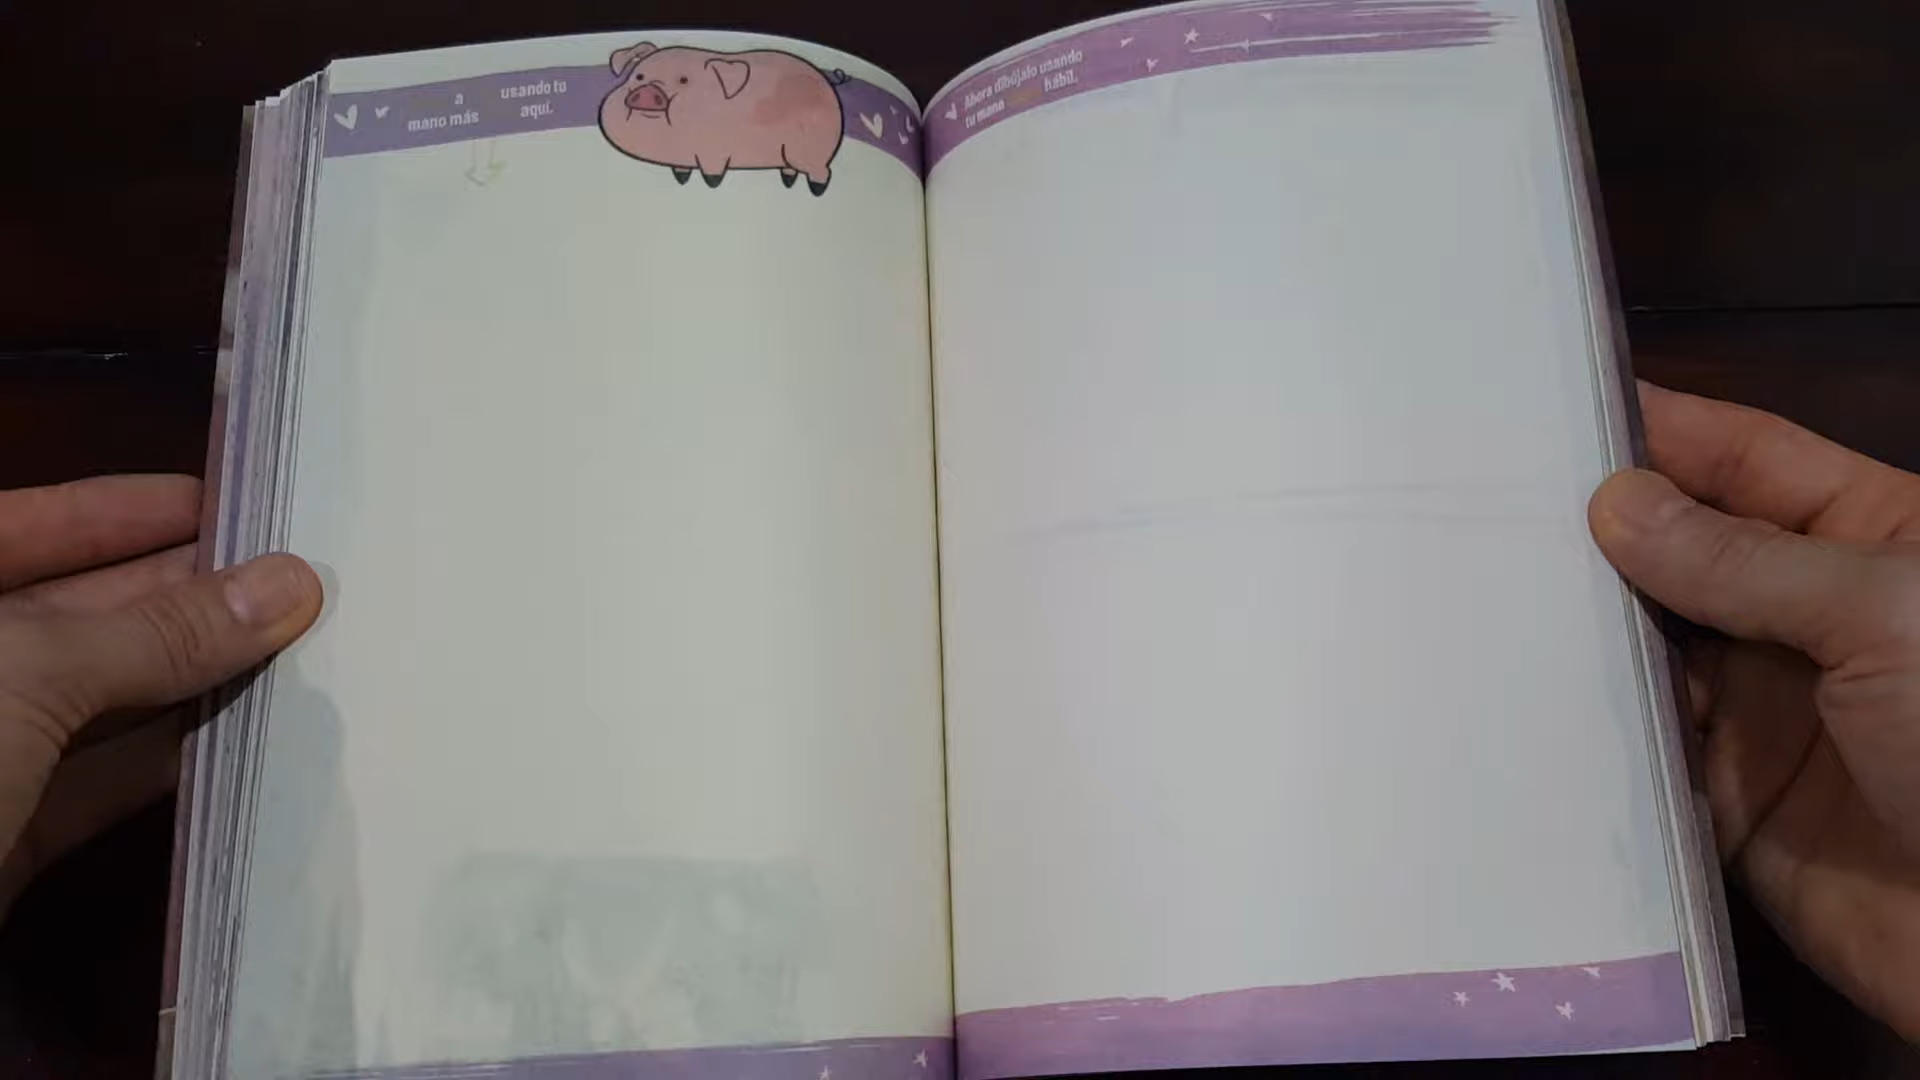 a usando tu
mano más aquí.
Ahora dibújalo usando
tu mano hábil.